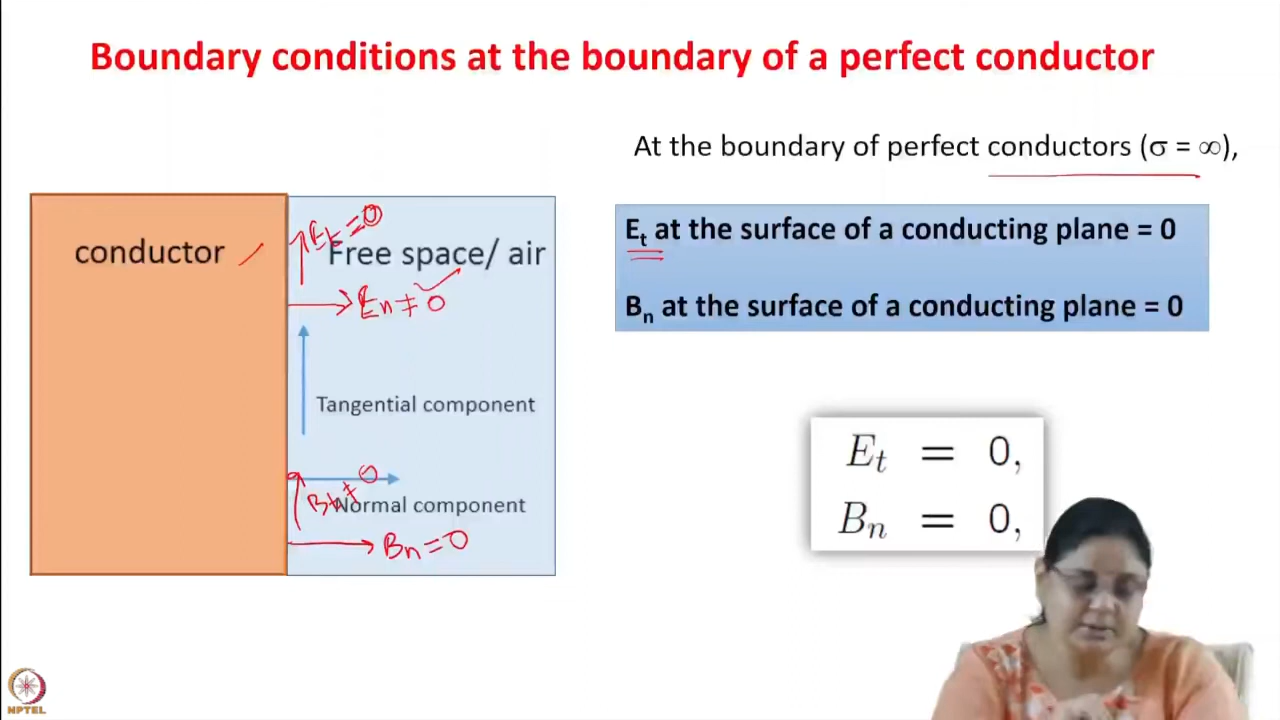 Boundary conditions at the boundary of a perfect conductor
At the boundary of perfect conductors (σ = ∞),
conductor
Free space/ air
Eₜ = 0
Eₙ ≠ 0
Tangential component
Bₜ ≠ 0
Normal component
Bₙ = 0
Eₜ at the surface of a conducting plane = 0
Bₙ at the surface of a conducting plane = 0
Eₜ = 0,
Bₙ = 0,
NPTEL